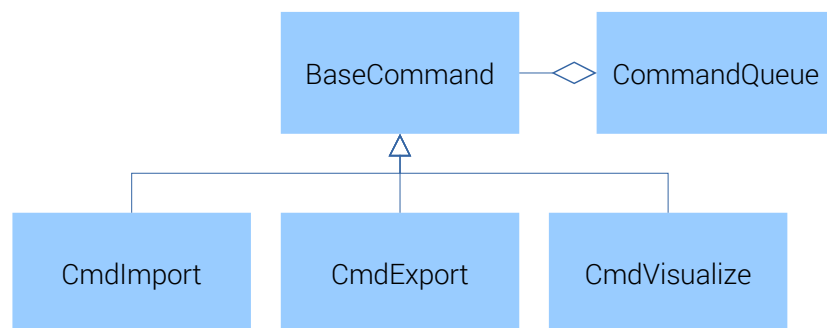 BaseCommand
CommandQueue
CmdImport
CmdExport
CmdVisualize